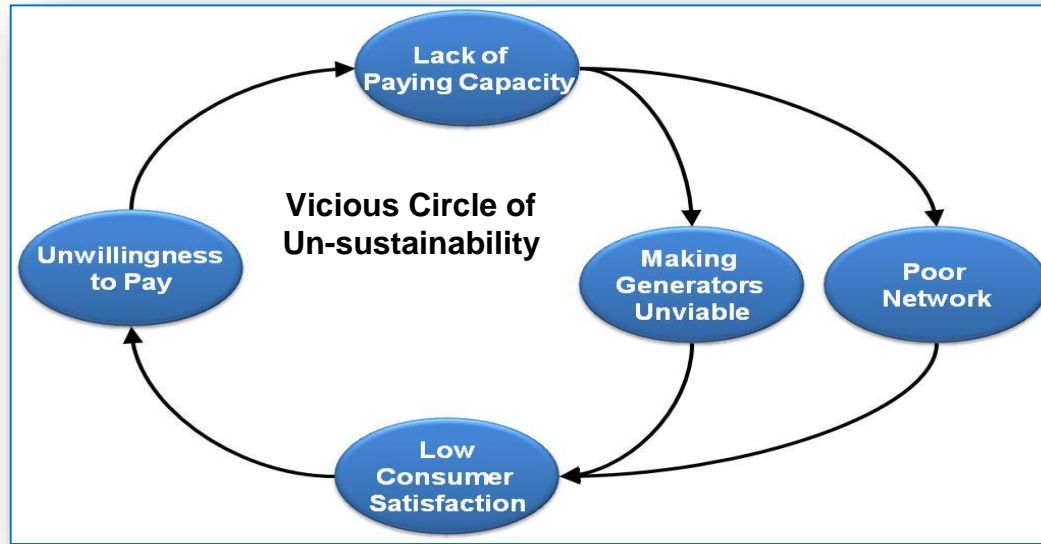 Lack of
Paying Capacity
Vicious Circle of
Un-sustainability
Unwillingness
to Pay
Making
Generators
Unviable
Poor
Network
Low
Consumer
Satisfaction